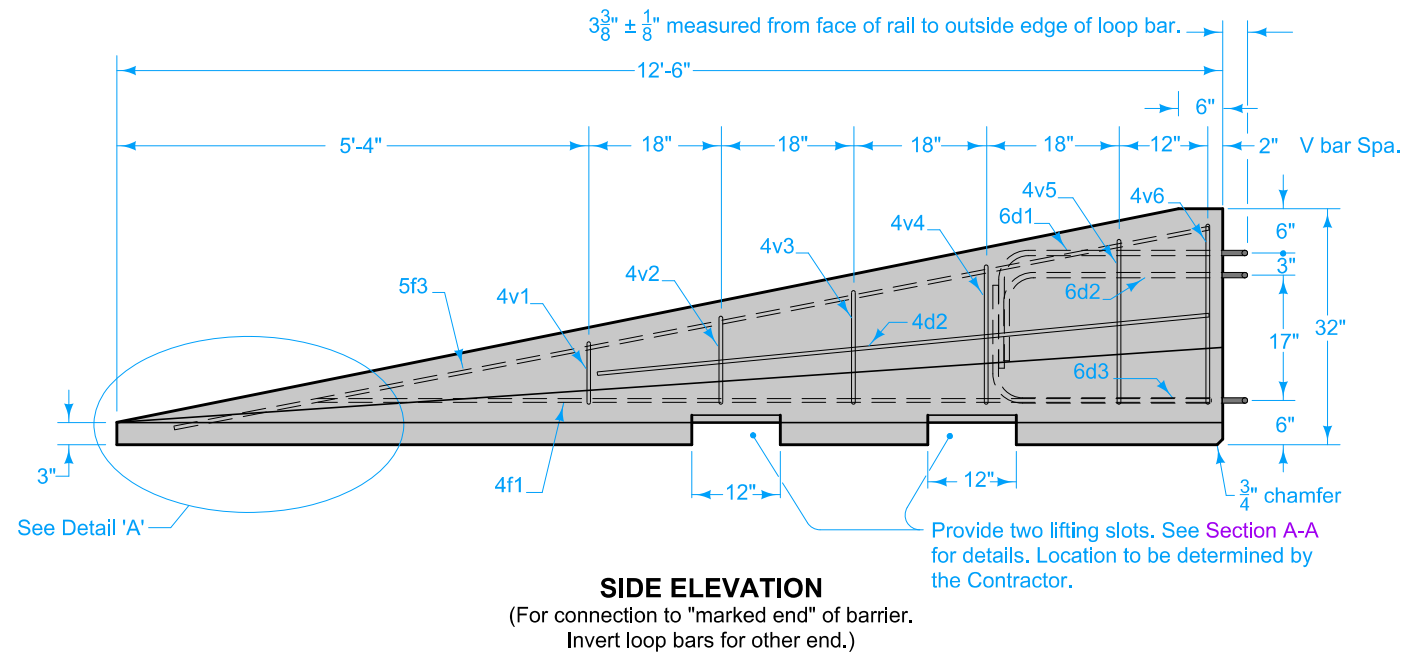 3 3/8" ± 1/8" measured from face of rail to outside edge of loop bar.
12'-6"
6"
5'-4"
18"
18"
18"
18"
12"
2"
V bar Spa.
4v5
4v6
6d1
6"
4v4
4v3
3"
4v2
5f3
4v1
6d2
4d2
17"
32"
6d3
6"
3"
4f1
12"
12"
3/4" chamfer
See Detail 'A'
Provide two lifting slots. See Section A-A
for details. Location to be determined by
the Contractor.
SIDE ELEVATION
(For connection to "marked end" of barrier.
Invert loop bars for other end.)